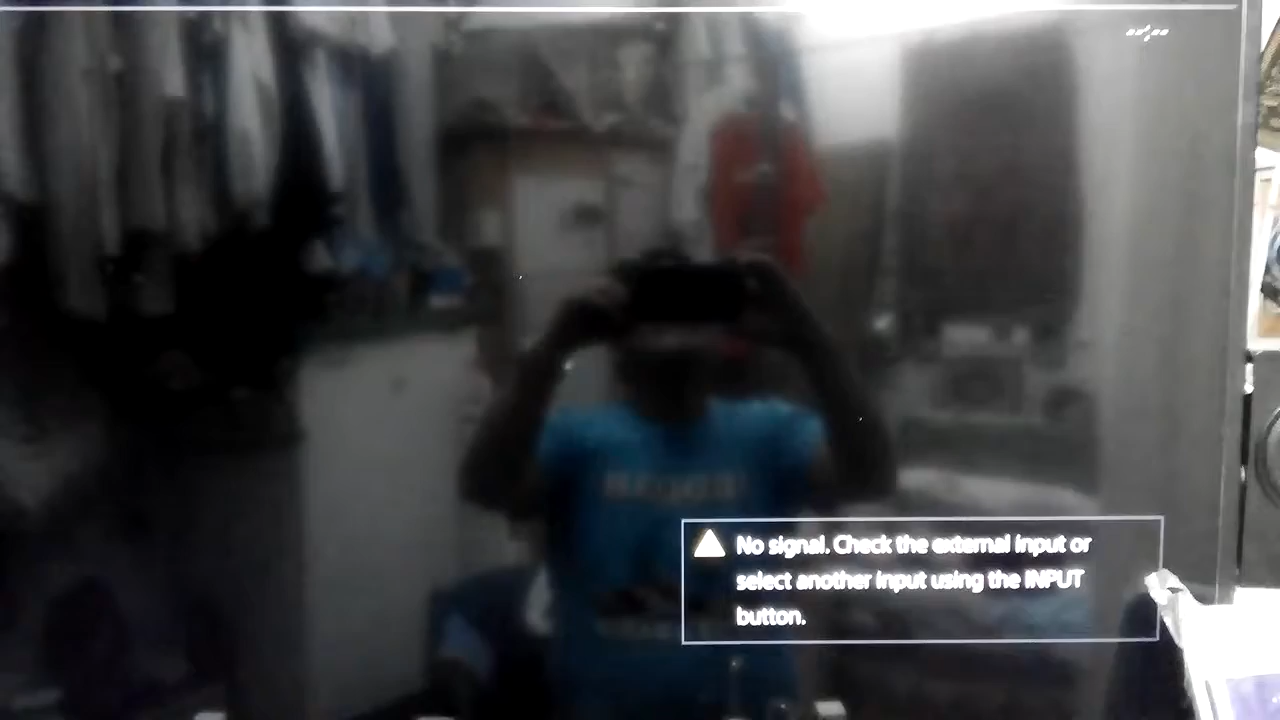 No signal. Check the external input or
select another input using the INPUT
button.